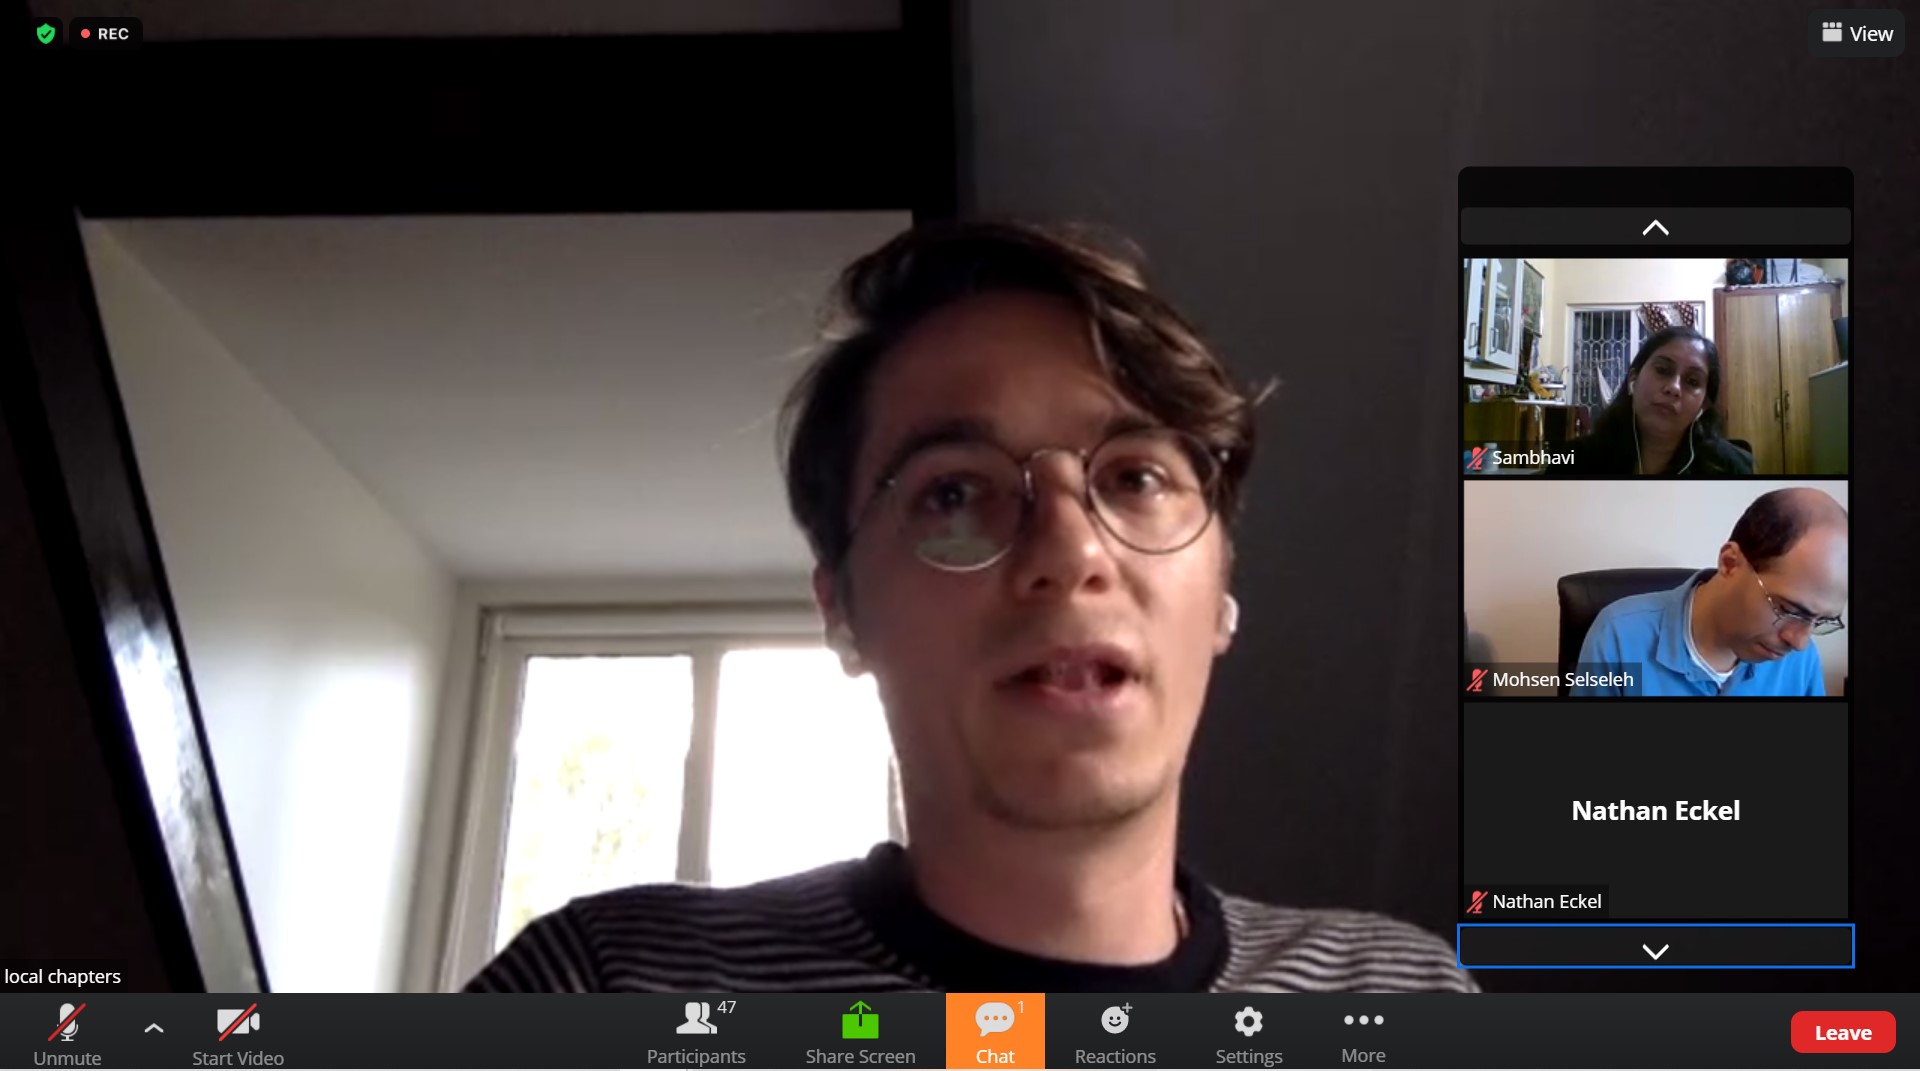 REC
View
Sambhavi
Mohsen Selseleh
Nathan Eckel
Nathan Eckel
local chapters
Unmute
Start Video
47
Participants
Share Screen
1
Chat
Reactions
Settings
More
Leave